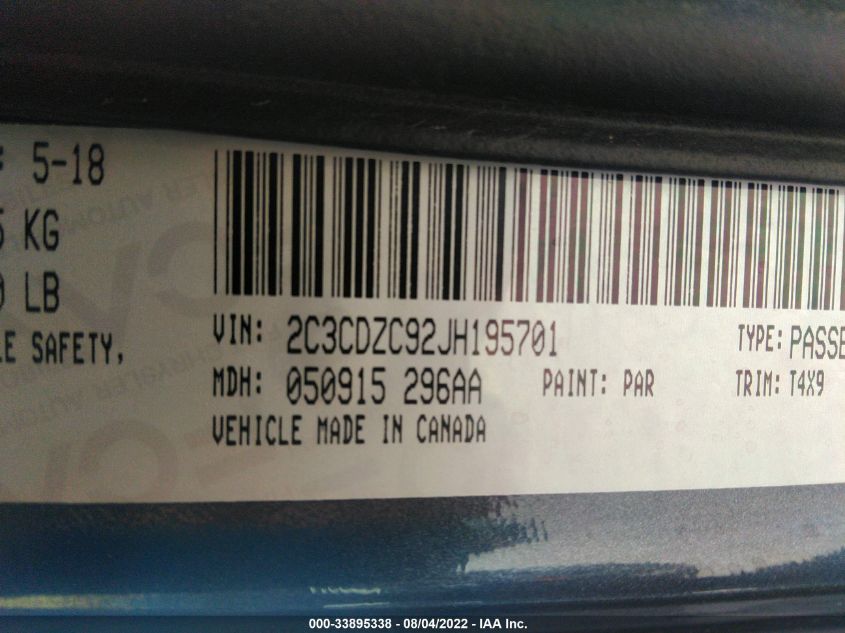 : 5-18
KG
LB
LE SAFETY,
VIN: 2C3CDZC92JH195701
TYPE: PASSE
MDH: 050915 296AA
PAINT: PAR
TRIM: T4X9
VEHICLE MADE IN CANADA
000-33895338 - 08/04/2022 - IAA Inc.